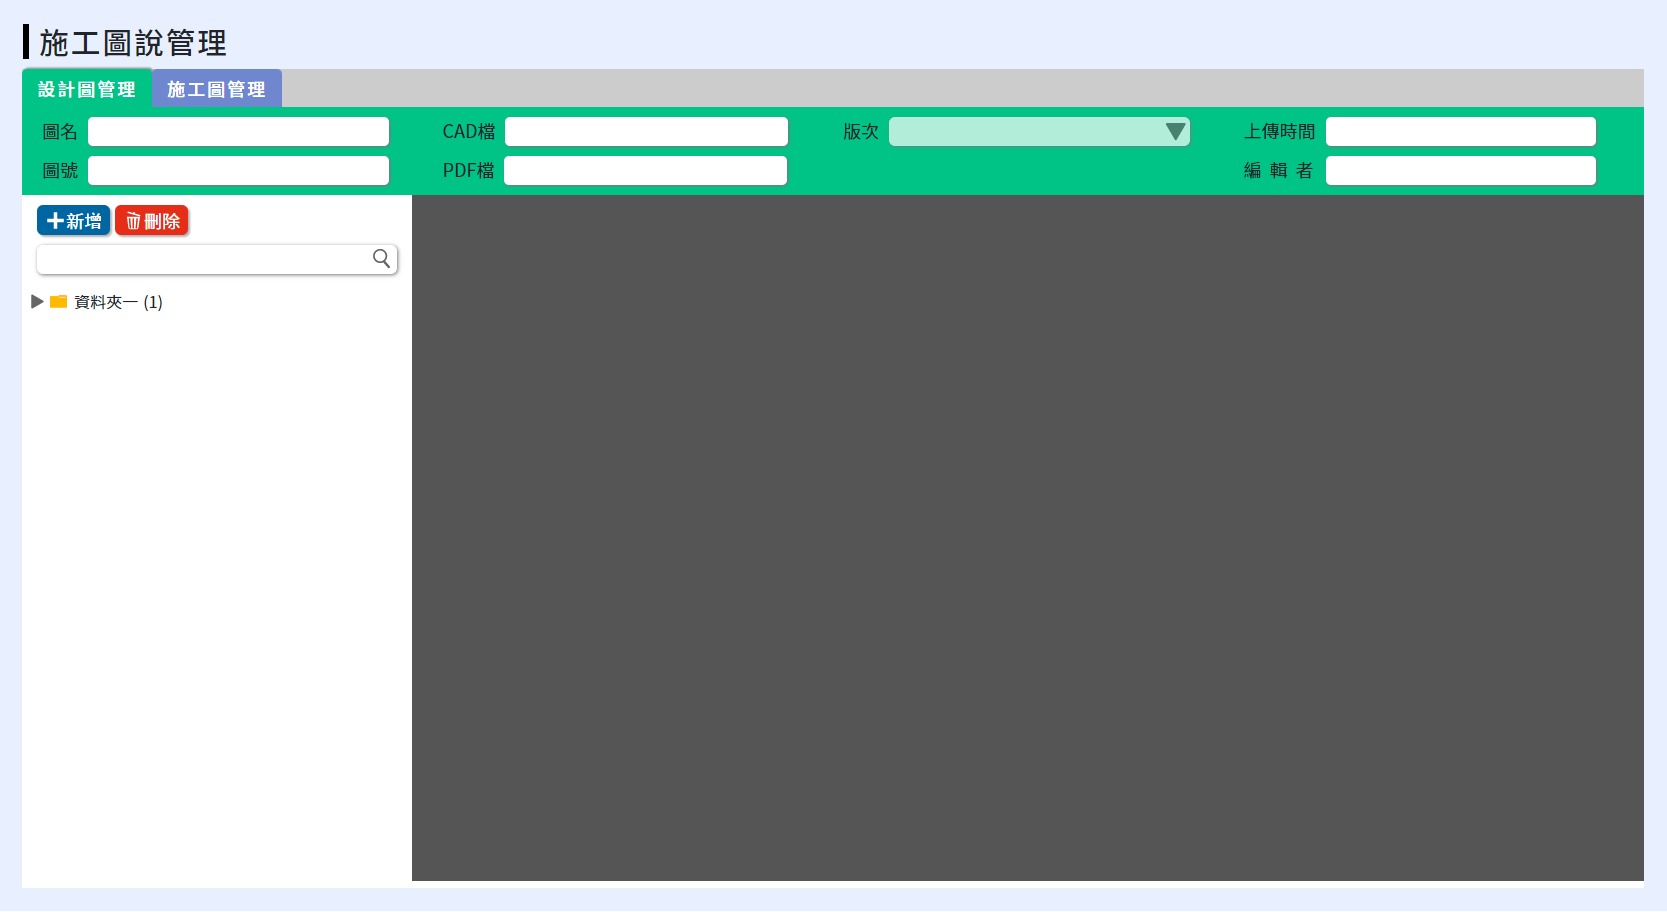 施工圖說管理
設計圖管理 施工圖管理
圖名 CAD檔 版次 上傳時間
圖號 PDF檔 編輯者
新增 刪除
資料夾一 (1)